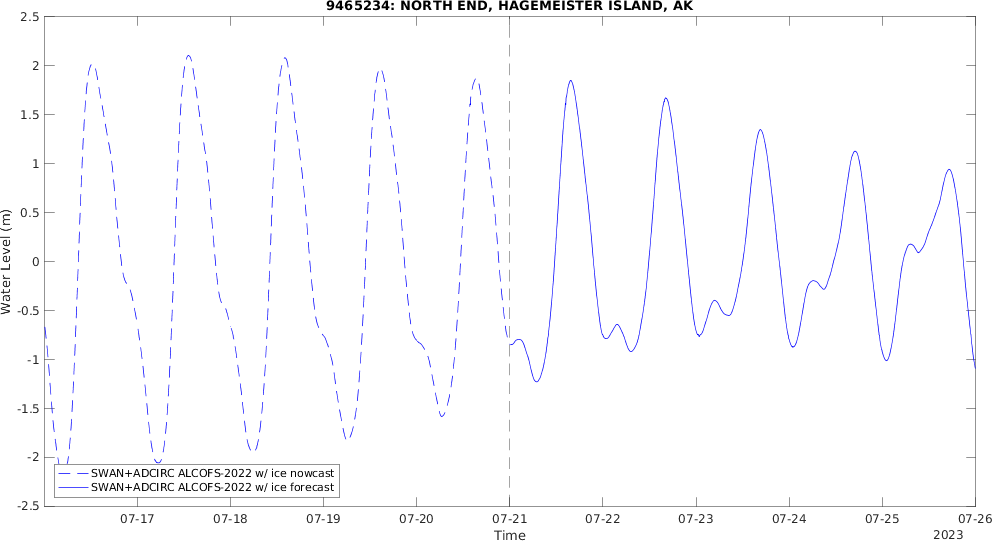 9465234: NORTH END, HAGEMEISTER ISLAND, AK
2.5
2
1.5
1
0.5
0
-0.5
-1
-1.5
-2
-2.5
Water Level (m)
SWAN+ADCIRC ALCOFS-2022 w/ ice nowcast
SWAN+ADCIRC ALCOFS-2022 w/ ice forecast
07-17 07-18 07-19 07-20 07-21 07-22 07-23 07-24 07-25 07-26
Time
2023